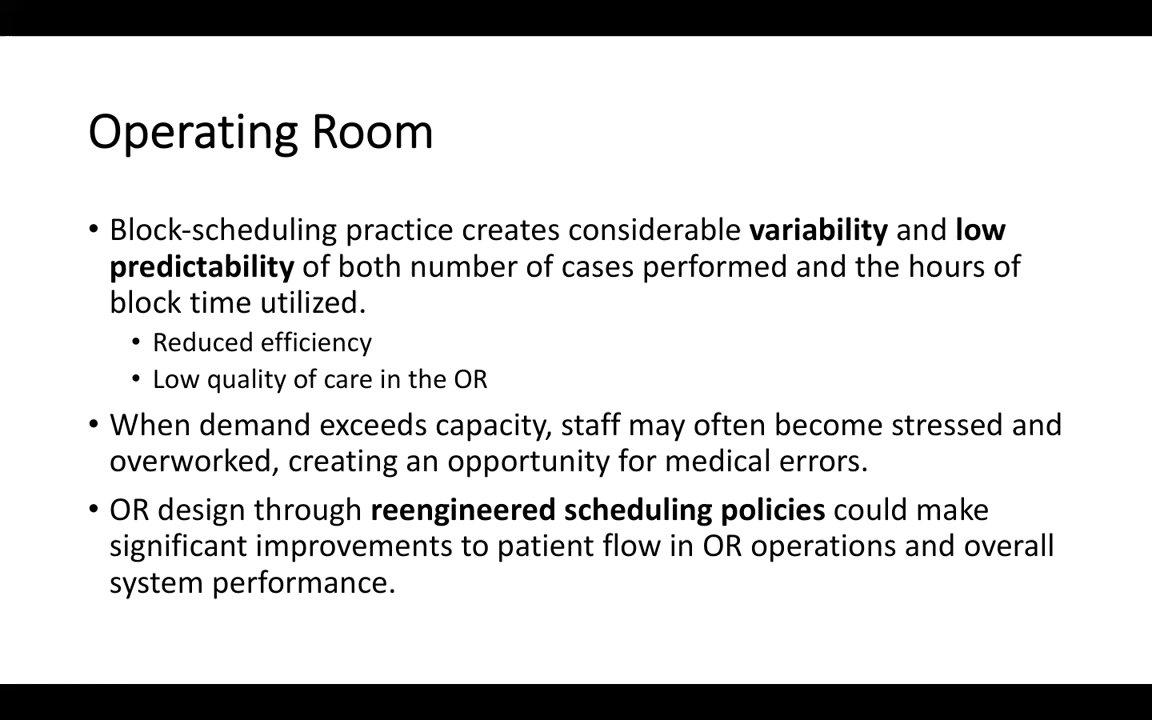 Operating Room
• Block-scheduling practice creates considerable variability and low
predictability of both number of cases performed and the hours of
block time utilized.
• Reduced efficiency
• Low quality of care in the OR
• When demand exceeds capacity, staff may often become stressed and
overworked, creating an opportunity for medical errors.
• OR design through reengineered scheduling policies could make
significant improvements to patient flow in OR operations and overall
system performance.